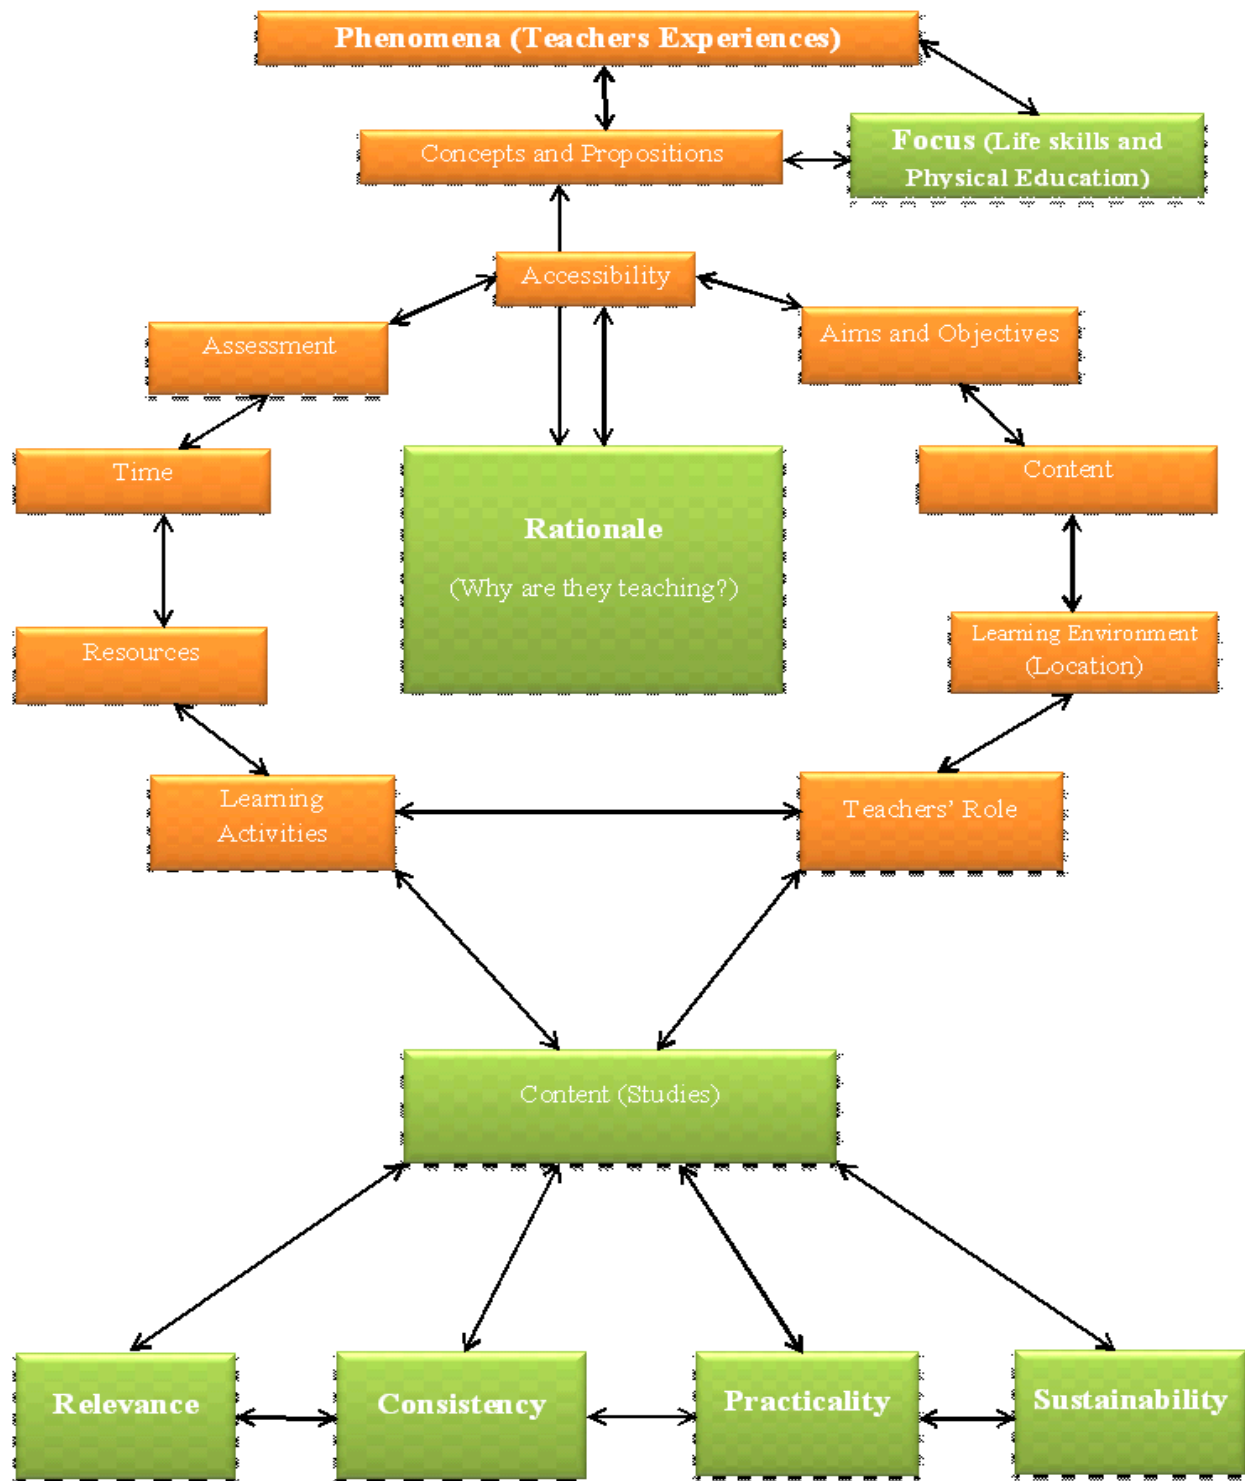 Phenomena (Teachers Experiences)
Concepts and Propositions
Focus (Life skills and
Physical Education)
Accessibility
Assessment
Aims and Objectives
Time
Content
Rationale
(Why are they teaching?)
Resources
Learning Environment
(Location)
Learning
Activities
Teachers’ Role
Content (Studies)
Relevance
Consistency
Practicality
Sustainability